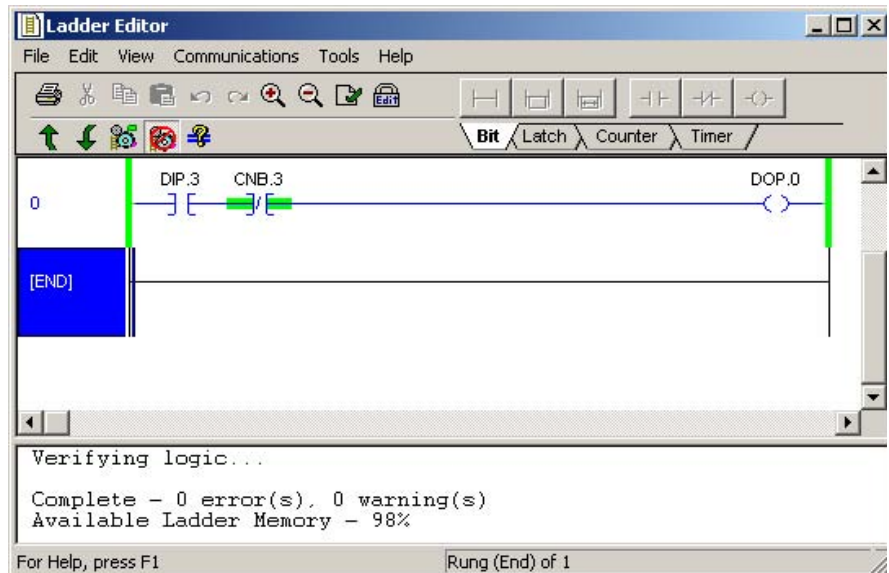 Ladder Editor
File Edit View Communications Tools Help
Edit
Bit Latch Counter Timer
DIP.3 CNB.3 DOP.0
0
[END]
Verifying logic...
Complete - 0 error(s), 0 warning(s)
Available Ladder Memory - 98%
For Help, press F1 Rung (End) of 1